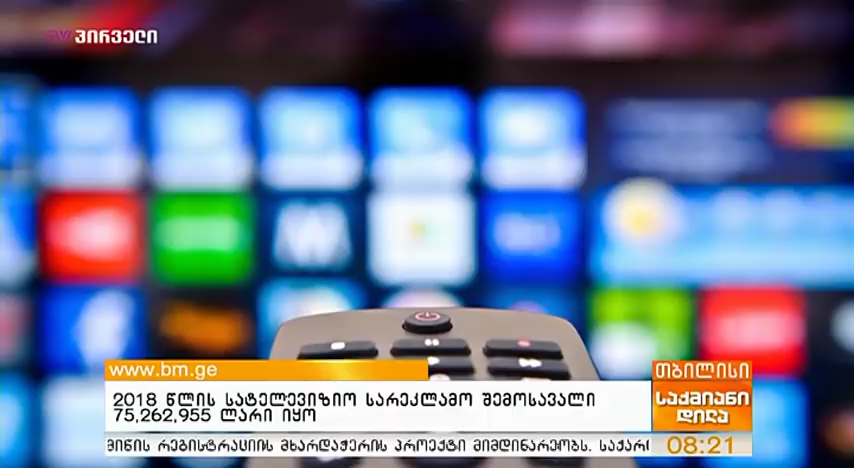 TV ᲞᲘᲠᲕᲔᲚᲘ
www.bm.ge
2018 ᲬᲚᲘᲡ ᲡᲐᲢᲔᲚᲔᲕᲘᲖᲘᲝ ᲡᲐᲠᲔᲙᲚᲐᲛᲝ ᲨᲔᲛᲝᲡᲐᲕᲐᲚᲘ
75,262,955 ᲚᲐᲠᲘ ᲘᲧᲝ
ᲗᲑᲘᲚᲘᲡᲘ
ᲡᲐᲥᲛᲘᲐᲜᲘ
ᲓᲘᲚᲐ
ᲛᲘᲬᲘᲡ ᲠᲔᲒᲘᲡᲢᲠᲐᲪᲘᲘᲡ ᲛᲮᲐᲠᲓᲐᲭᲔᲠᲘᲡ ᲞᲠᲝᲔᲥᲢᲘ ᲛᲘᲛᲓᲘᲜᲐᲠᲔᲝᲑᲡ.
08:21